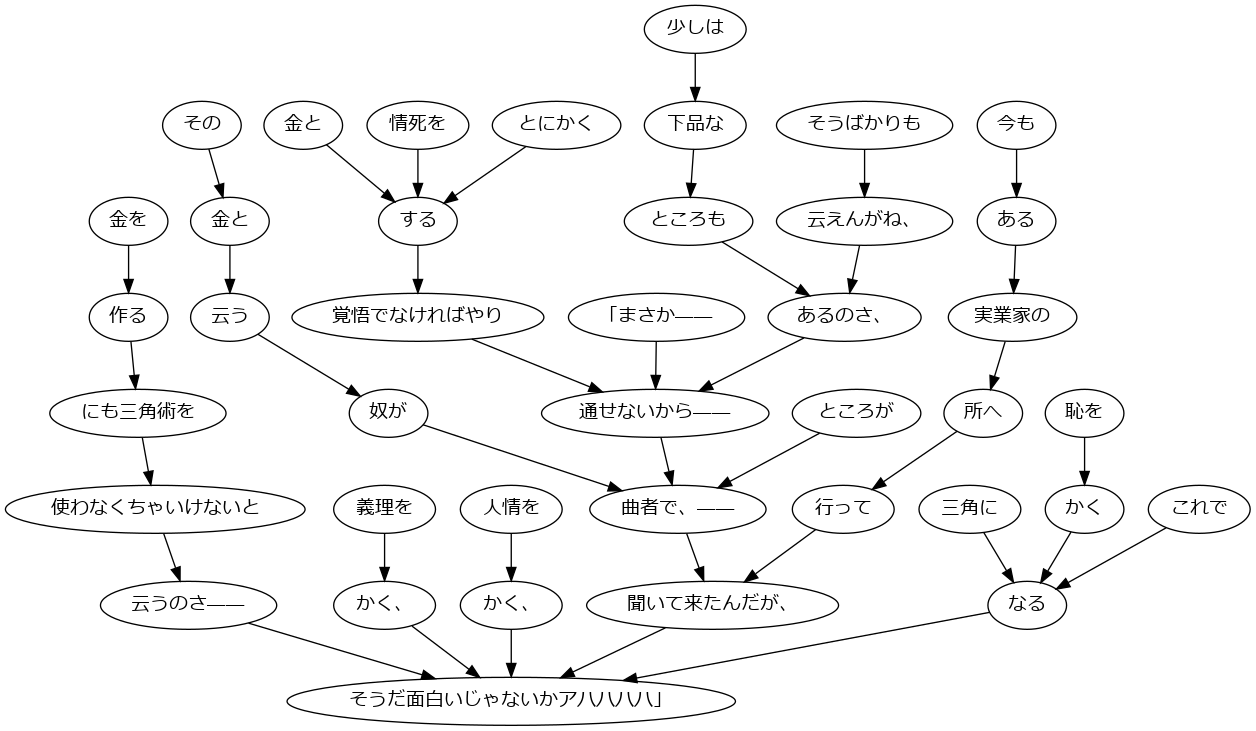 少しは
その
金と
情死を
とにかく
下品な
そうばかりも
今も
金を
金と
する
ところも
云えんがね、
ある
作る
云う
覚悟でなければやり
「まさか――
あるのさ、
実業家の
にも三角術を
奴が
通せないから――
ところが
所へ
恥を
使わなくちゃいけないと
義理を
人情を
曲者で、――
行って
三角に
かく
これで
云うのさ――
かく、
かく、
聞いて来たんだが、
なる
そうだ面白いじゃないかアハハハハ」